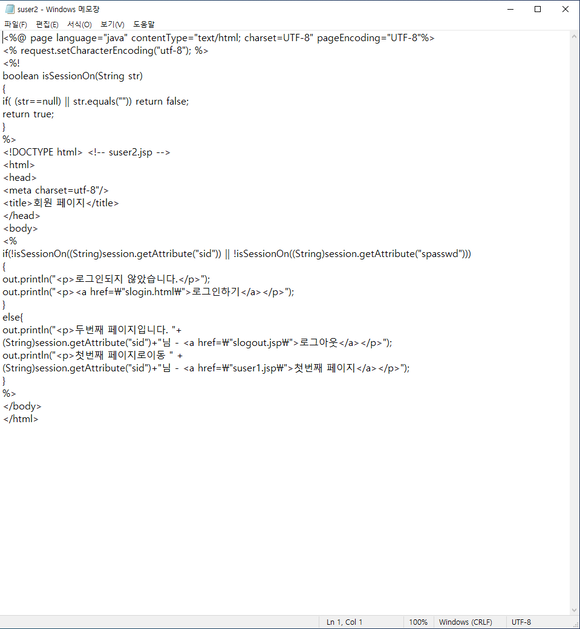 suser2 - Windows 메모장
파일(F) 편집(E) 서식(O) 보기(V) 도움말
<%@ page language="java" contentType="text/html; charset=UTF-8" pageEncoding="UTF-8"%>
<% request.setCharacterEncoding("utf-8"); %>
<%!
boolean isSessionOn(String str)
{
if( (str==null) || str.equals("")) return false;
return true;
}
%>
<!DOCTYPE html> <!-- suser2.jsp -->
<html>
<head>
<meta charset=utf-8"/>
<title>회원 페이지</title>
</head>
<body>
<%
if(!isSessionOn((String)session.getAttribute("sid")) || !isSessionOn((String)session.getAttribute("spasswd")))
{
out.println("<p>로그인되지 않았습니다.</p>");
out.println("<p><a href=₩"slogin.html₩">로그인하기</a></p>");
}
else{
out.println("<p>두번째 페이지입니다. "+
(String)session.getAttribute("sid")+"님 - <a href=₩"slogout.jsp₩">로그아웃</a></p>");
out.println("<p>첫번째 페이지로이동 " +
(String)session.getAttribute("sid")+"님 - <a href=₩"suser1.jsp₩">첫번째 페이지</a></p>");
}
%>
</body>
</html>
Ln 1, Col 1 100% Windows (CRLF) UTF-8